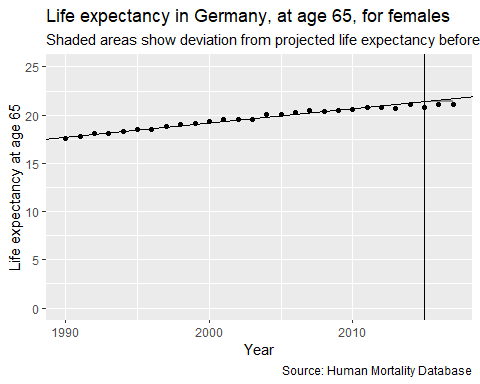 Life expectancy in Germany, at age 65, for females
Shaded areas show deviation from projected life expectancy before
25
20
15
10
5
0
Life expectancy at age 65
1990
2000
2010
Year
Source: Human Mortality Database